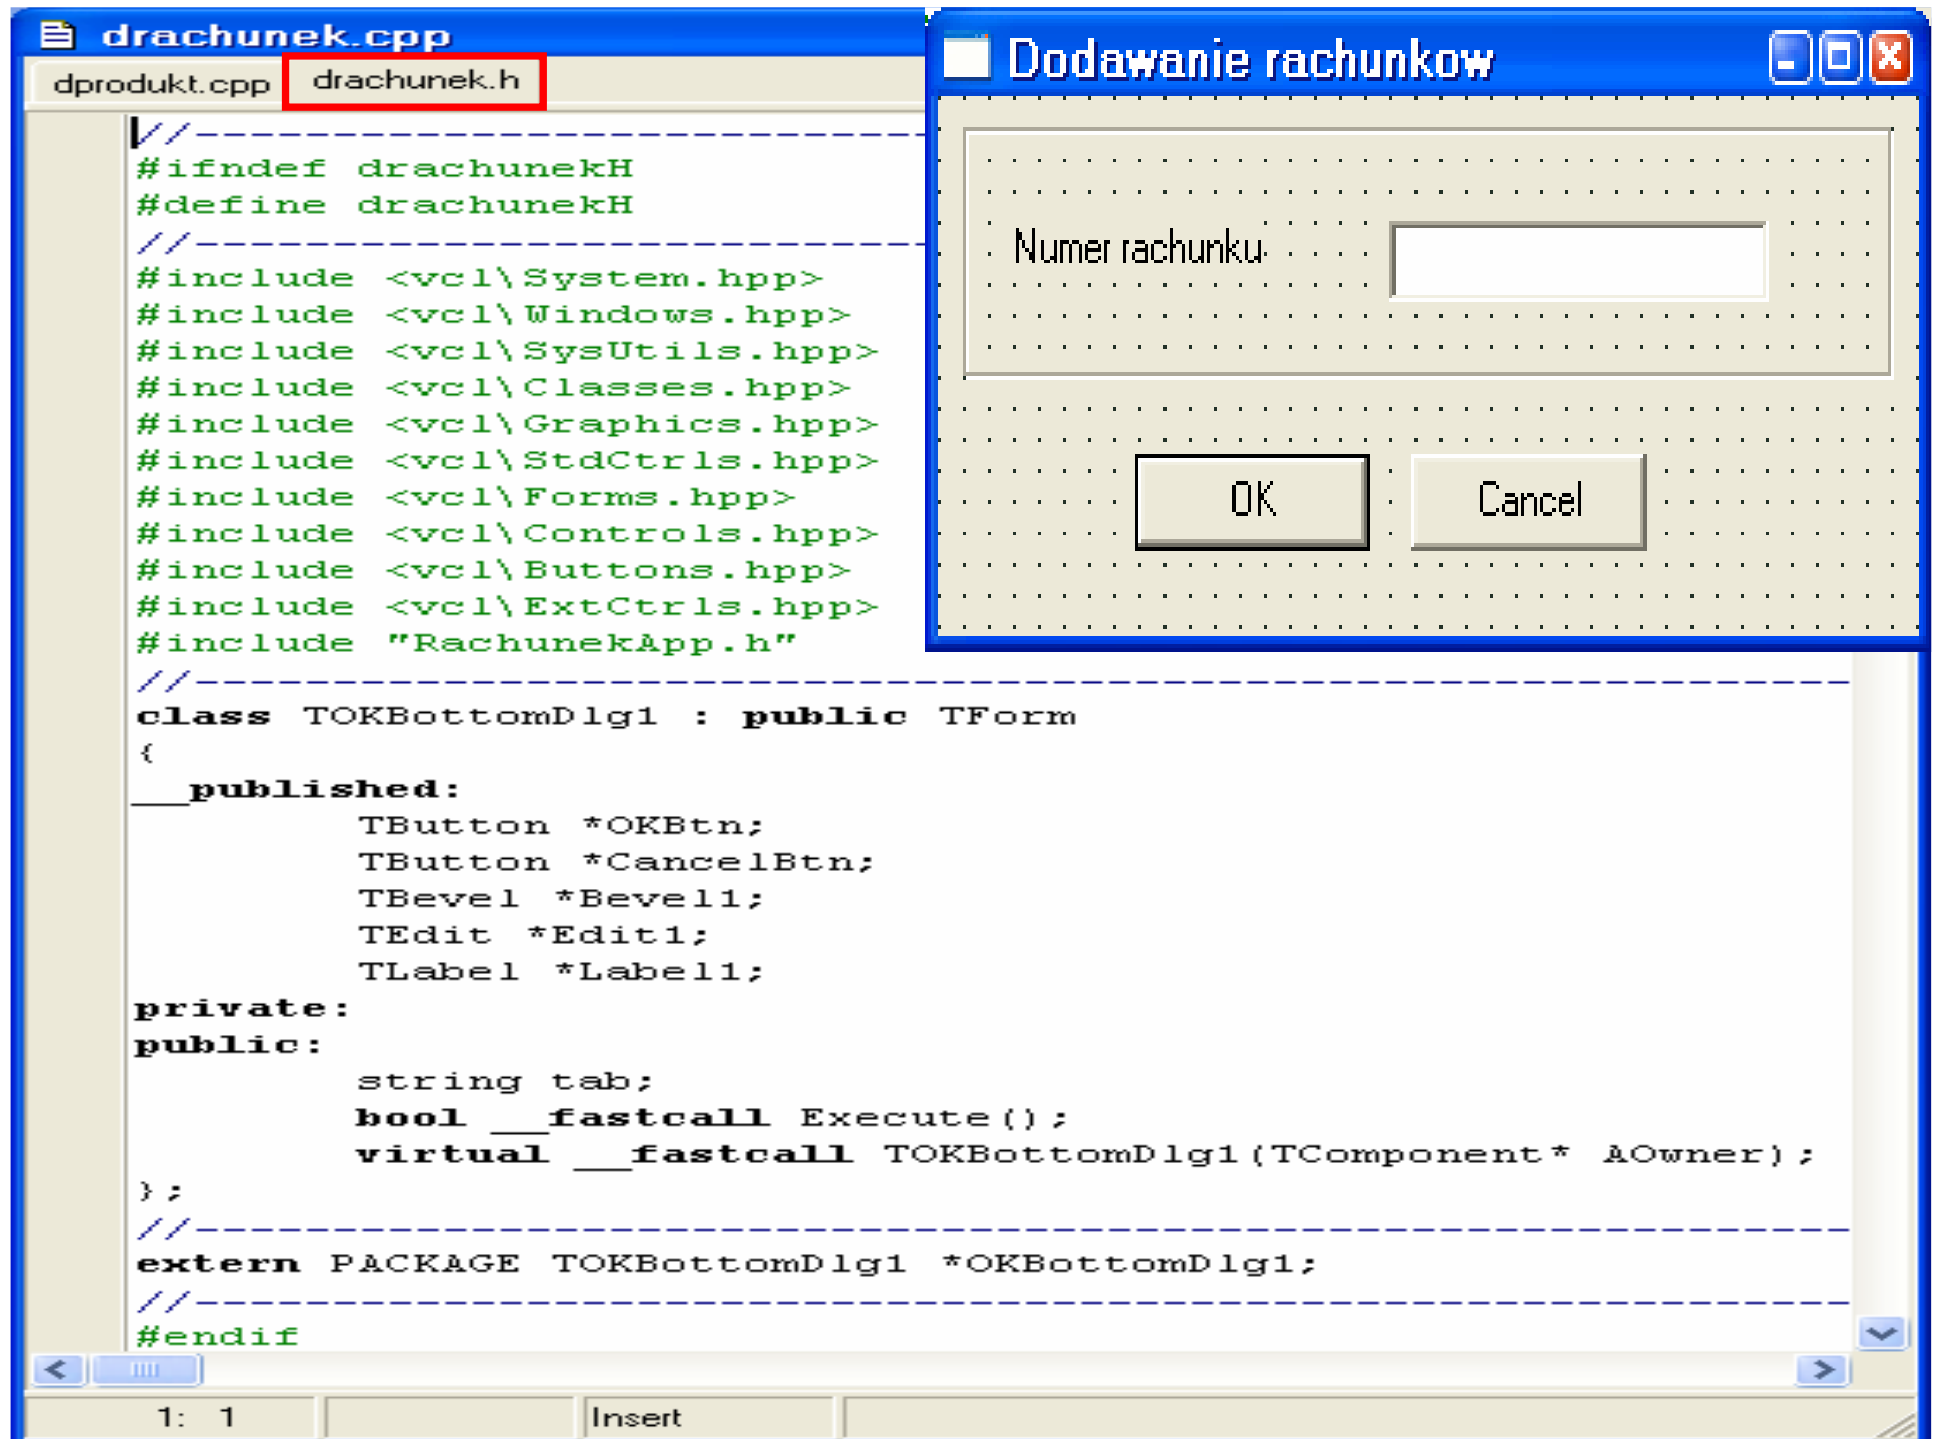 drachunek.cpp
dprodukt.cpp drachunek.h
//--------------------------
#ifndef drachunekH
#define drachunekH
//--------------------------
#include <vcl\System.hpp>
#include <vcl\Windows.hpp>
#include <vcl\SysUtils.hpp>
#include <vcl\Classes.hpp>
#include <vcl\Graphics.hpp>
#include <vcl\StdCtrls.hpp>
#include <vcl\Forms.hpp>
#include <vcl\Controls.hpp>
#include <vcl\Buttons.hpp>
#include <vcl\ExtCtrls.hpp>
#include "RachunekApp.h"
//------------------------------------------------------------
class TOKBottomDlg1 : public TForm
{
__published:
TButton *OKBtn;
TButton *CancelBtn;
TBevel *Bevel1;
TEdit *Edit1;
TLabel *Label1;
private:
public:
string tab;
bool __fastcall Execute();
virtual __fastcall TOKBottomDlg1(TComponent* AOwner);
};
//------------------------------------------------------------
extern PACKAGE TOKBottomDlg1 *OKBottomDlg1;
//------------------------------------------------------------
#endif
1: 1 Insert
Dodawanie rachunkow
Numer rachunku
OK Cancel